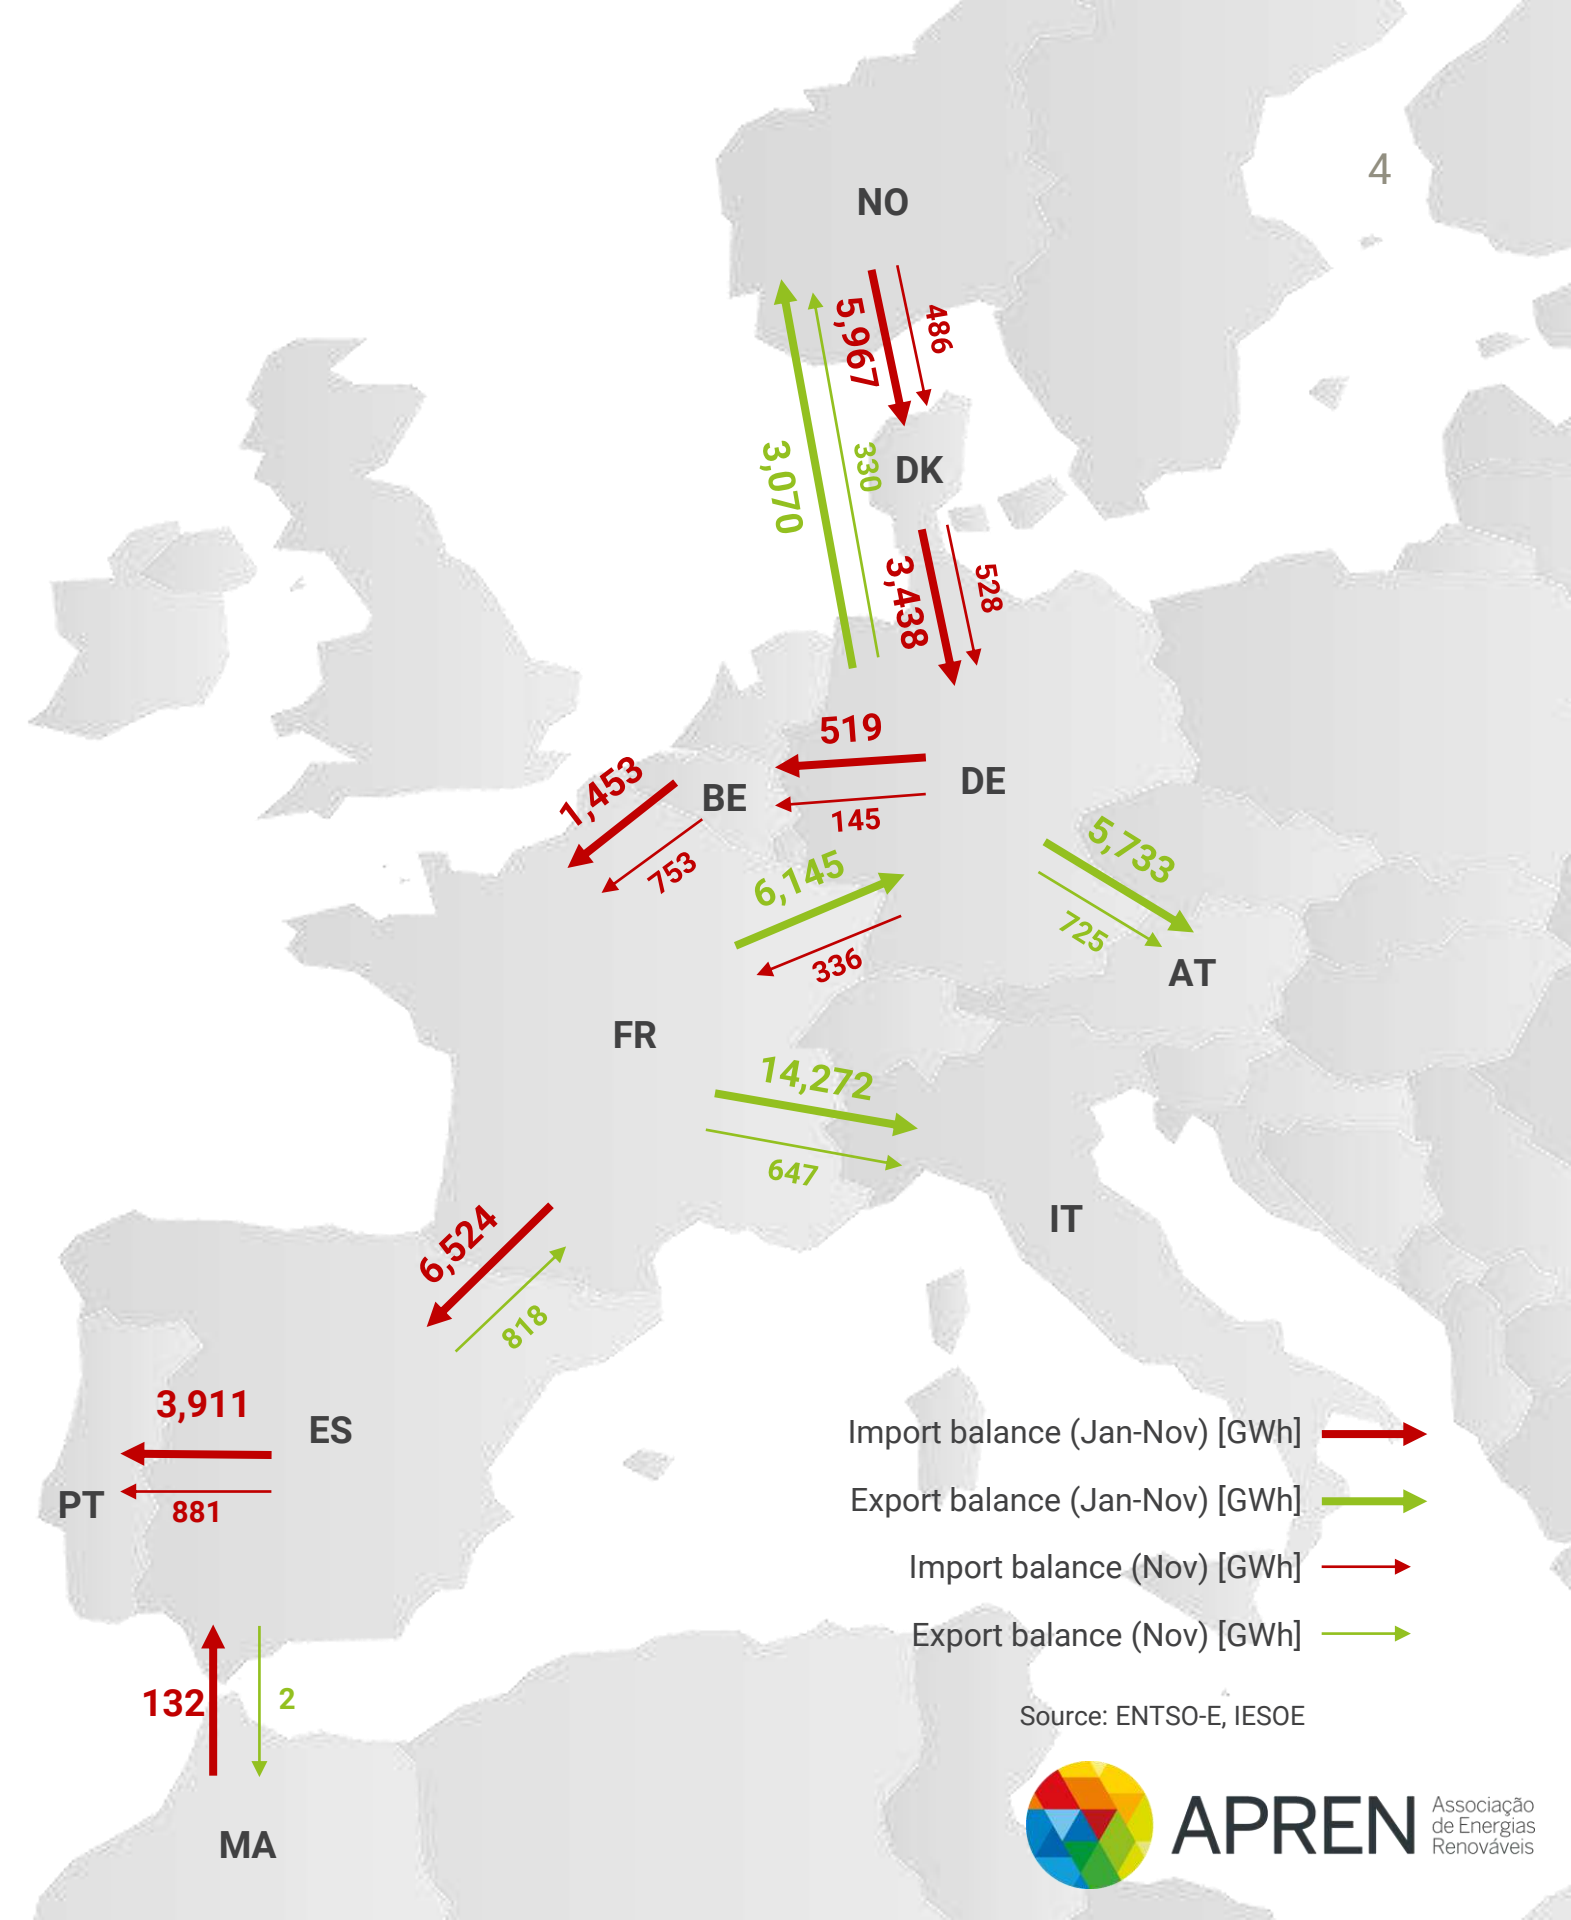 4
NO
5,967
486
3,070
330
DK
3,438
528
519
DE
1,453
BE
145
753
6,145
5,733
725
336
AT
FR
14,272
647
IT
6,524
818
3,911
ES
PT
881
132
2
MA
Import balance (Jan-Nov) [GWh]
Export balance (Jan-Nov) [GWh]
Import balance (Nov) [GWh]
Export balance (Nov) [GWh]
Source: ENTSO-E, IESOE
APREN
Associação
de Energias
Renováveis